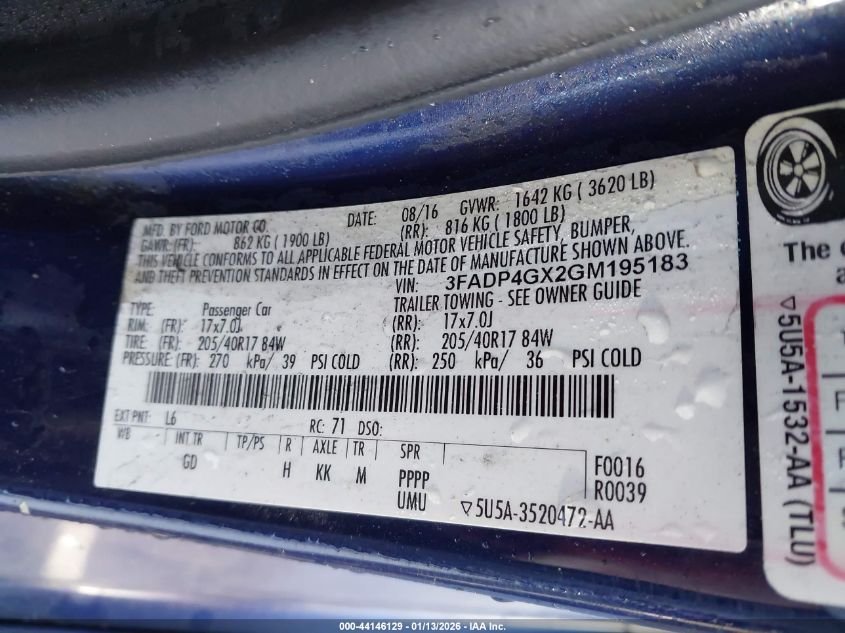 MFD. BY FORD MOTOR CO. DATE: 08/16 GVWR: 1642 KG ( 3620 LB)
GAWR: (FR): 862 KG ( 1900 LB) (RR): 816 KG ( 1800 LB)
THIS VEHICLE CONFORMS TO ALL APPLICABLE FEDERAL MOTOR VEHICLE SAFETY, BUMPER,
AND THEFT PREVENTION STANDARDS IN EFFECT ON THE DATE OF MANUFACTURE SHOWN ABOVE.
VIN: 3FADP4GX2GM195183
TYPE: Passenger Car TRAILER TOWING - SEE OWNER GUIDE
RIM: (FR): 17x7.0J (RR): 17x7.0J
TIRE: (FR): 205/40R17 84W (RR): 205/40R17 84W
PRESSURE (FR): 270 kPa/ 39 PSI COLD (RR): 250 kPa/ 36 PSI COLD
EXT PNT: L6 RC: 71 DSO:
WB INT TR TP/PS R AXLE TR SPR
GD H KK M PPPP F0016
UMU R0039
▽5U5A-3520472-AA
The
▽5U5A-1532-AA (TLU)
000-44146129 - 01/13/2026 - IAA Inc.